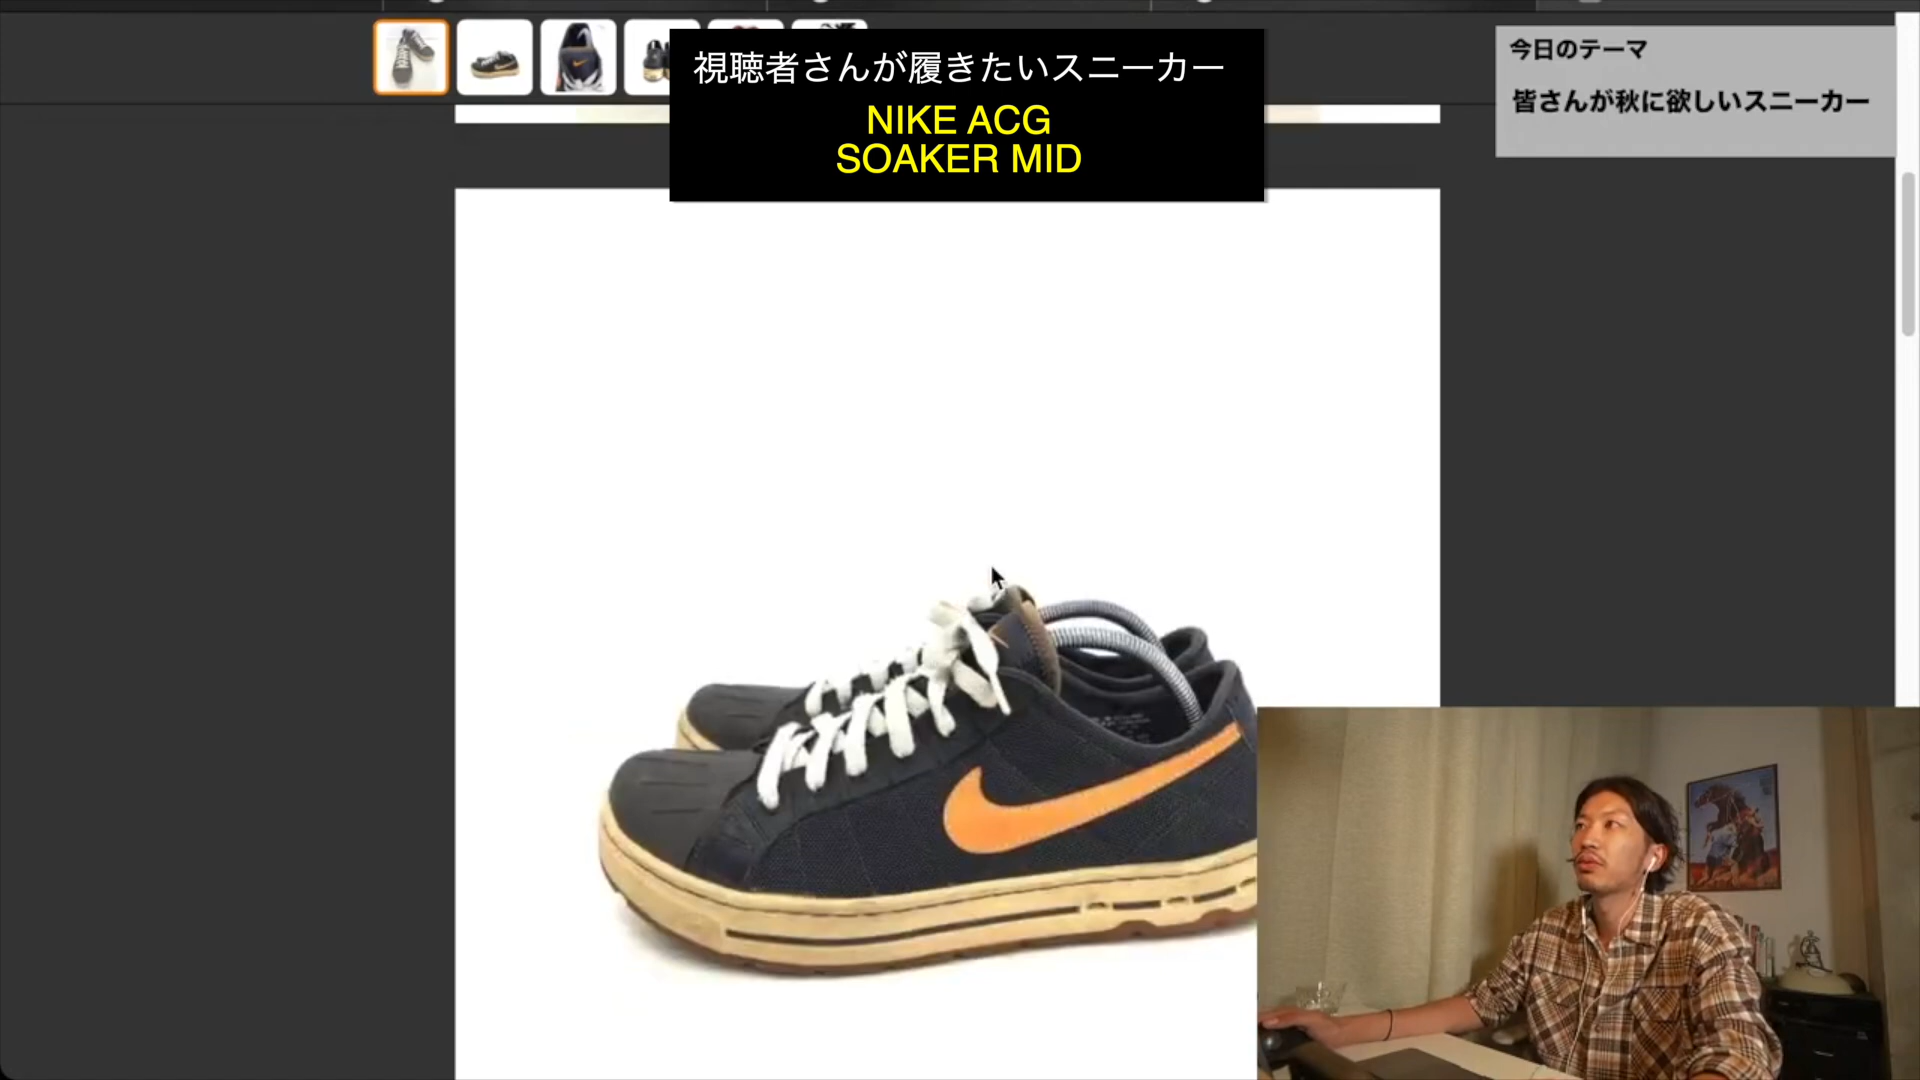 視聴者さんが履きたいスニーカー
NIKE ACG
SOAKER MID
今日のテーマ
皆さんが秋に欲しいスニーカー